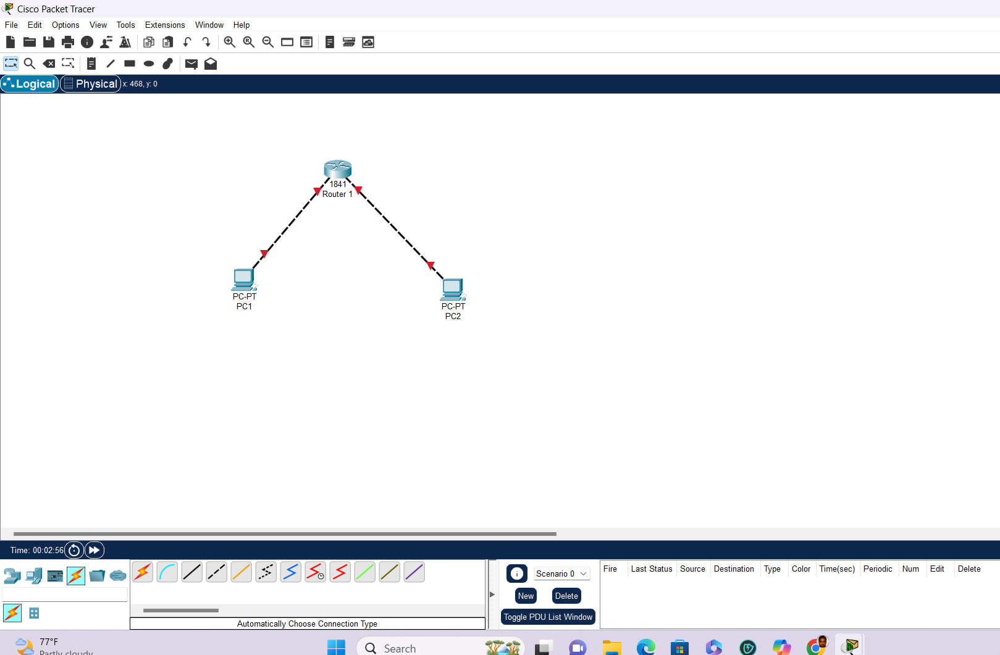 Cisco Packet Tracer
File Edit Options View Tools Extensions Window Help
Logical Physical x: 468, y: 0
1841
Router 1
PC-PT
PC1
PC-PT
PC2
Time: 00:02:56
Scenario 0
New Delete
Toggle PDU List Window
Fire Last Status Source Destination Type Color Time(sec) Periodic Num Edit Delete
Automatically Choose Connection Type
77°F
Partly cloudy
Search